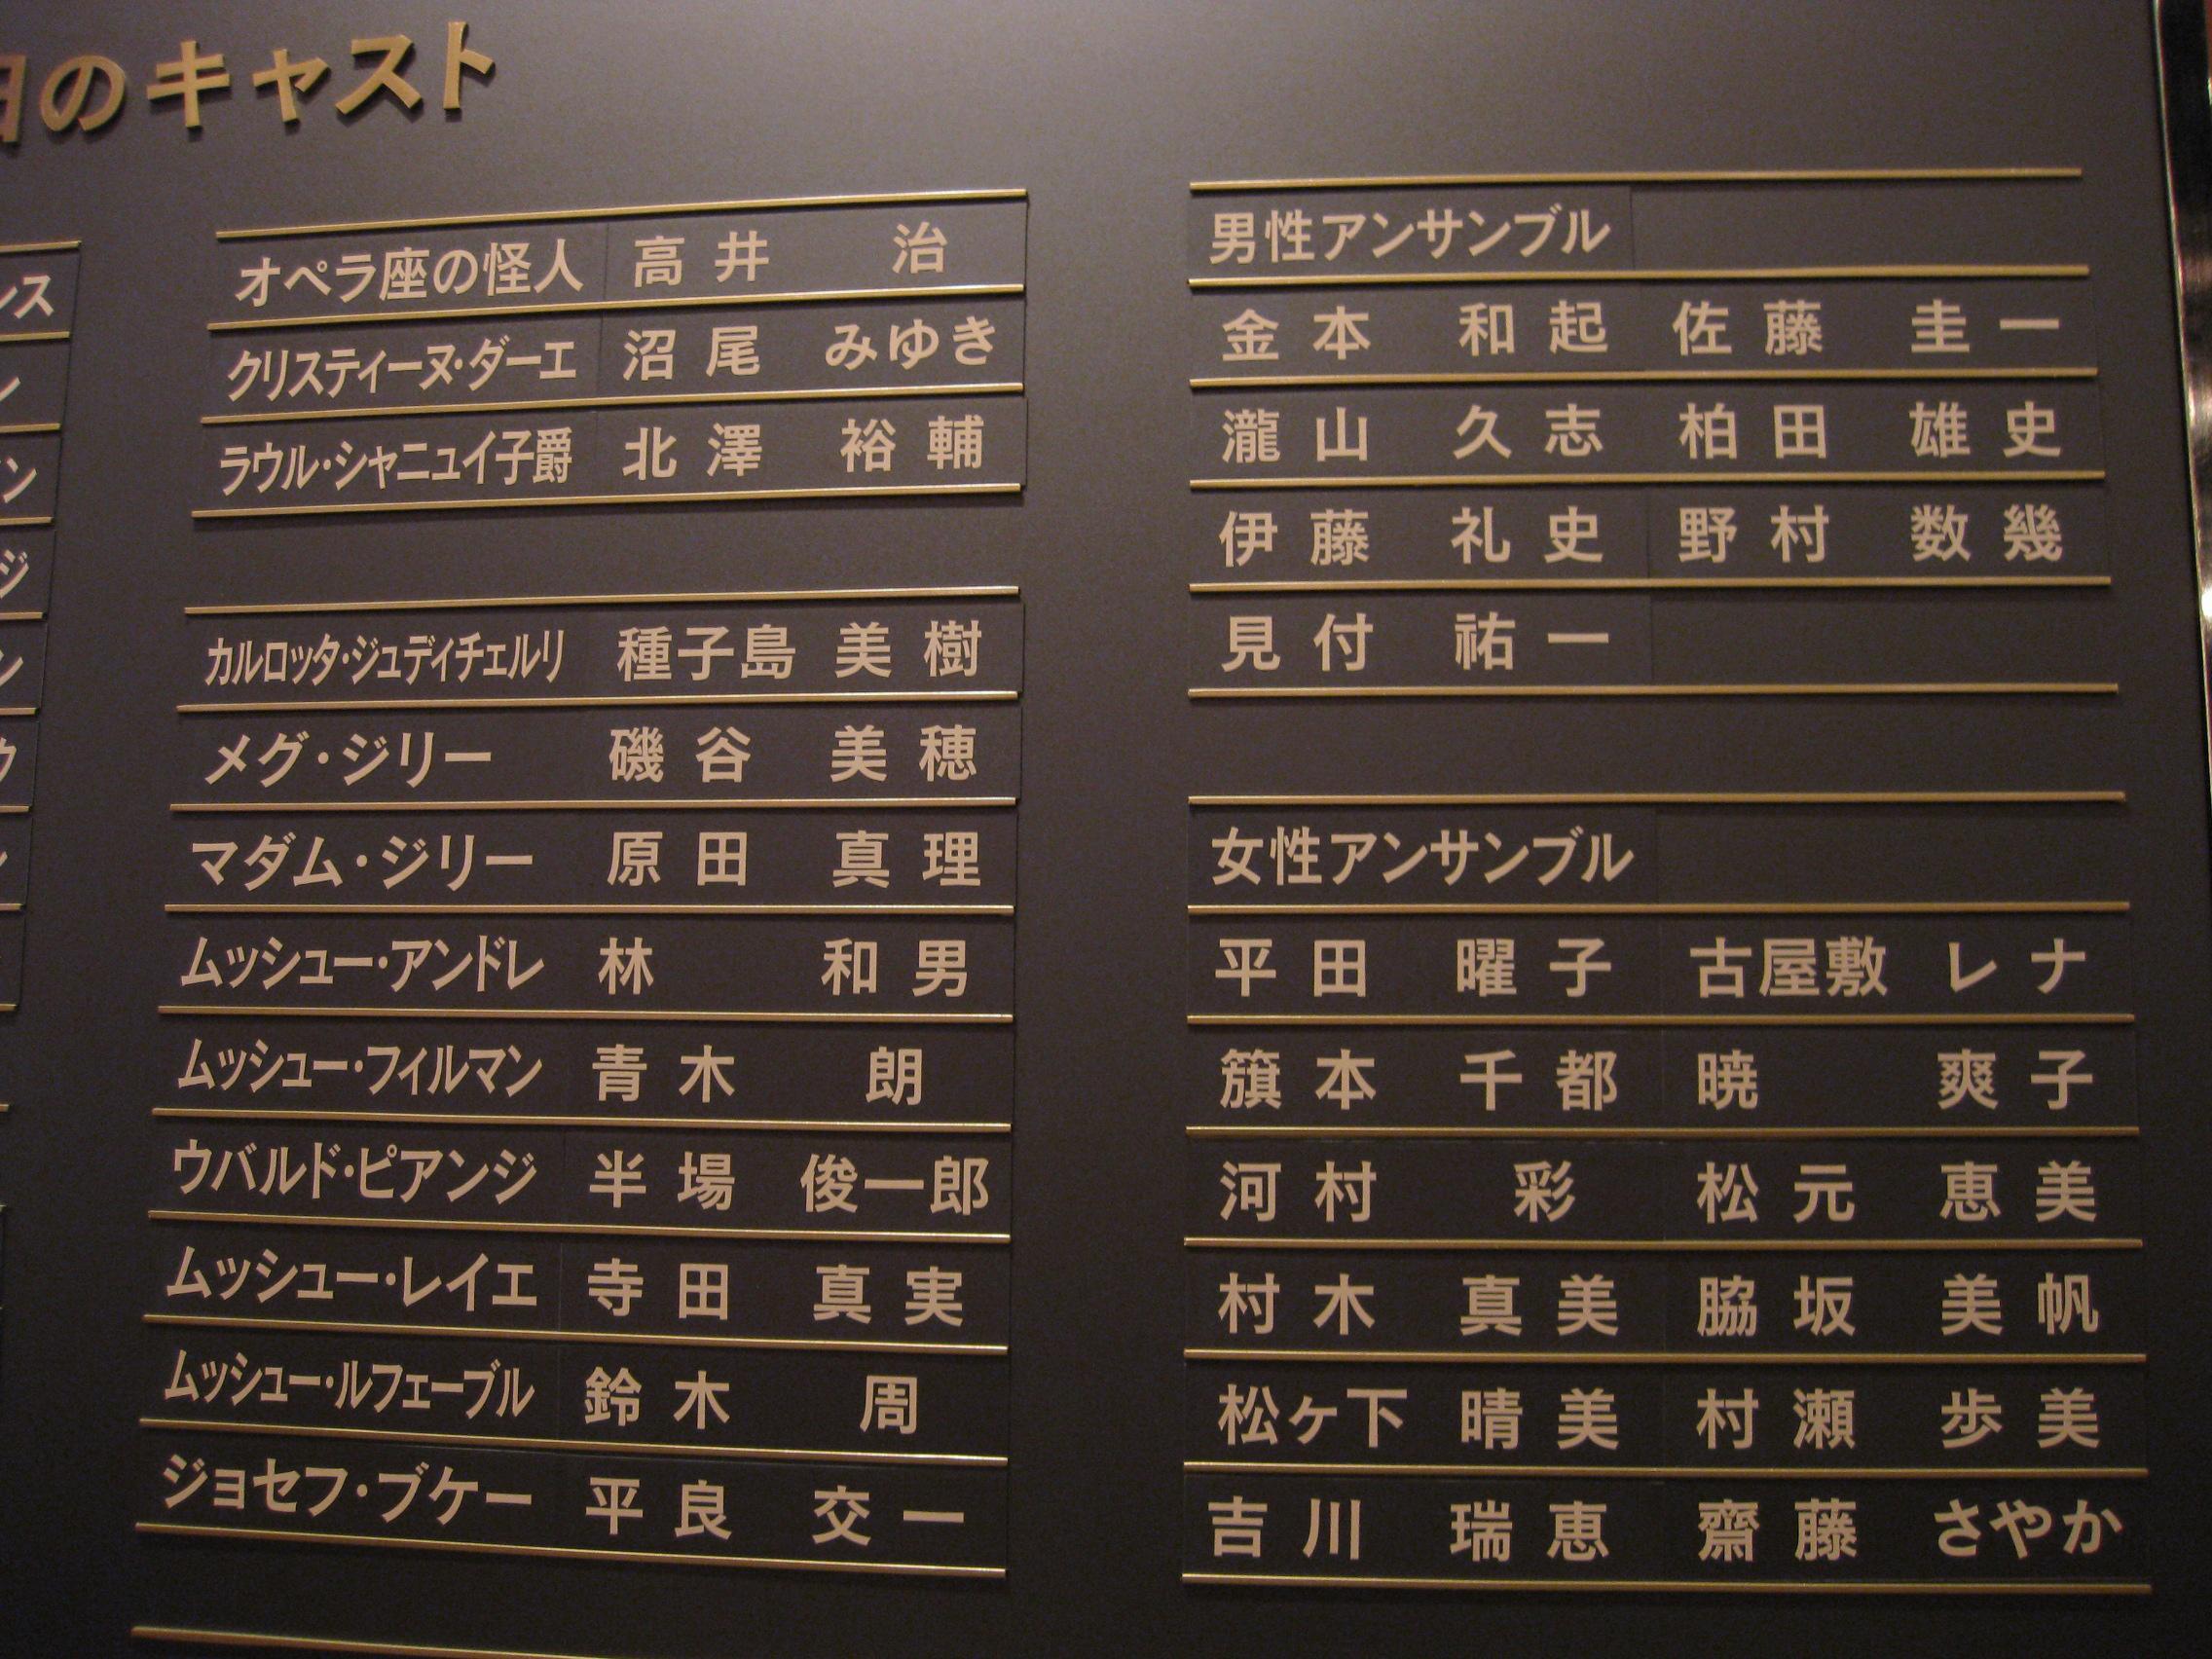 日のキャスト
オペラ座の怪人 高井 治
クリスティーヌ・ダーエ 沼尾 みゆき
ラウル・シャニュイ子爵 北澤 裕輔
カルロッタ・ジュディチェルリ 種子島 美樹
メグ・ジリー 磯谷 美穂
マダム・ジリー 原田 真理
ムッシュー・アンドレ 林 和男
ムッシュー・フィルマン 青木 朗
ウバルド・ピアンジ 半場 俊一郎
ムッシュー・レイエ 寺田 真実
ムッシュー・ルフェーブル 鈴木 周
ジョセフ・ブケー 平良 交一
男性アンサンブル
金本 和起 佐藤 圭一
瀧山 久志 柏田 雄史
伊藤 礼史 野村 数幾
見付 祐一
女性アンサンブル
平田 曜子 古屋敷 レナ
籏本 千都 暁 爽子
河村 彩 松元 恵美
村木 真美 脇坂 美帆
松ヶ下 晴美 村瀬 歩美
吉川 瑞恵 齋藤 さやか